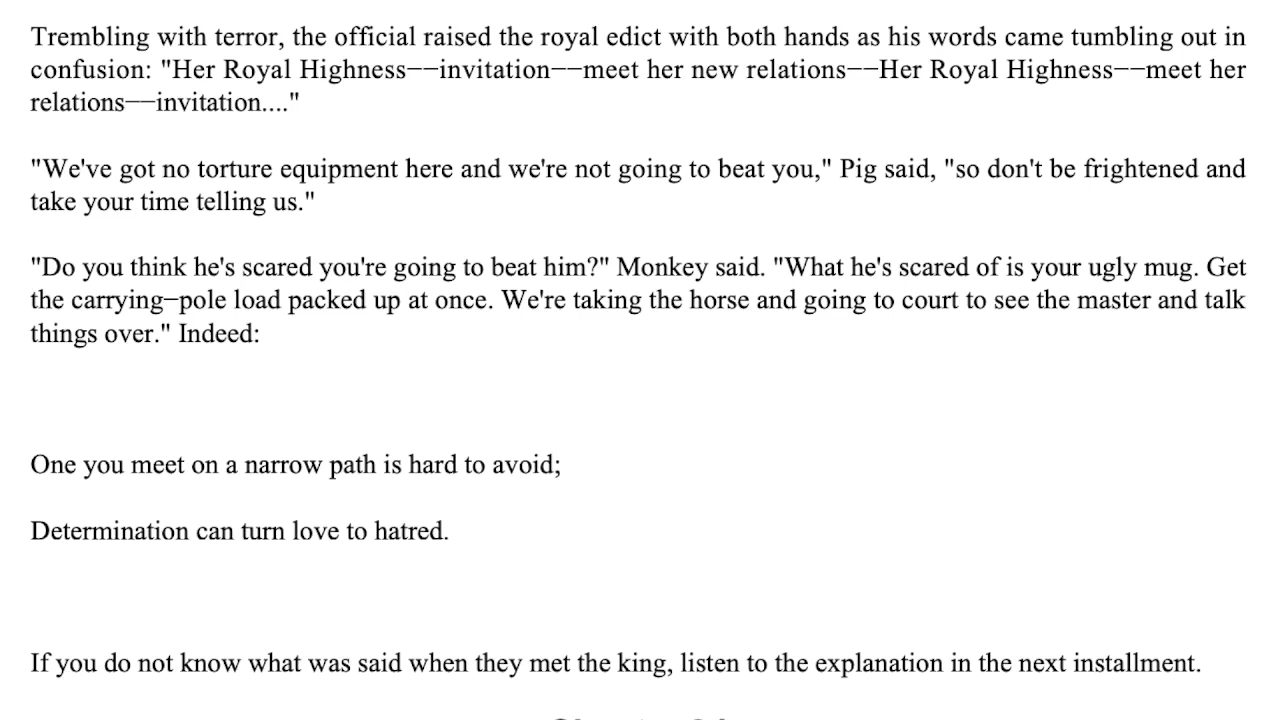 Trembling with terror, the official raised the royal edict with both hands as his words came tumbling out in
confusion: "Her Royal Highness−−invitation−−meet her new relations−−Her Royal Highness−−meet her
relations−−invitation...."
"We've got no torture equipment here and we're not going to beat you," Pig said, "so don't be frightened and
take your time telling us."
"Do you think he's scared you're going to beat him?" Monkey said. "What he's scared of is your ugly mug. Get
the carrying−pole load packed up at once. We're taking the horse and going to court to see the master and talk
things over." Indeed:
One you meet on a narrow path is hard to avoid;
Determination can turn love to hatred.
If you do not know what was said when they met the king, listen to the explanation in the next installment.